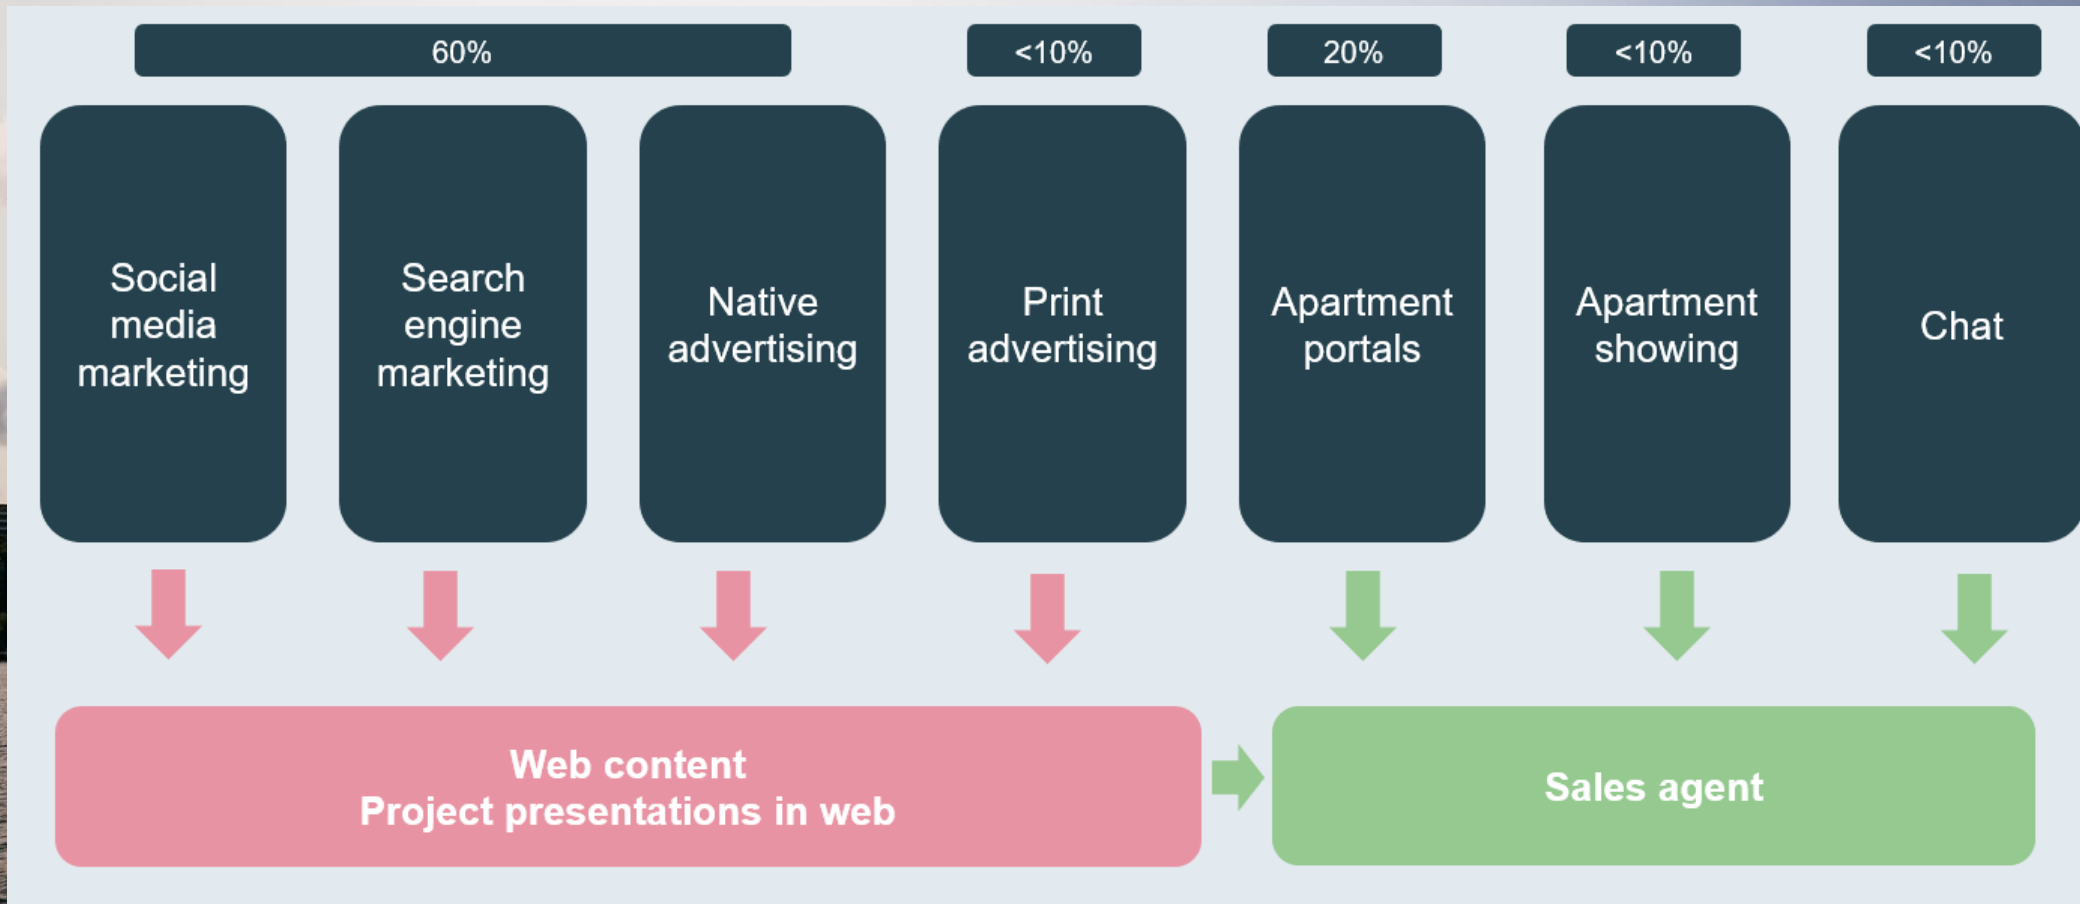 60%
<10%
20%
<10%
<10%
Social
media
marketing
Search
engine
marketing
Native
advertising
Print
advertising
Apartment
portals
Apartment
showing
Chat
Web content
Project presentations in web
Sales agent